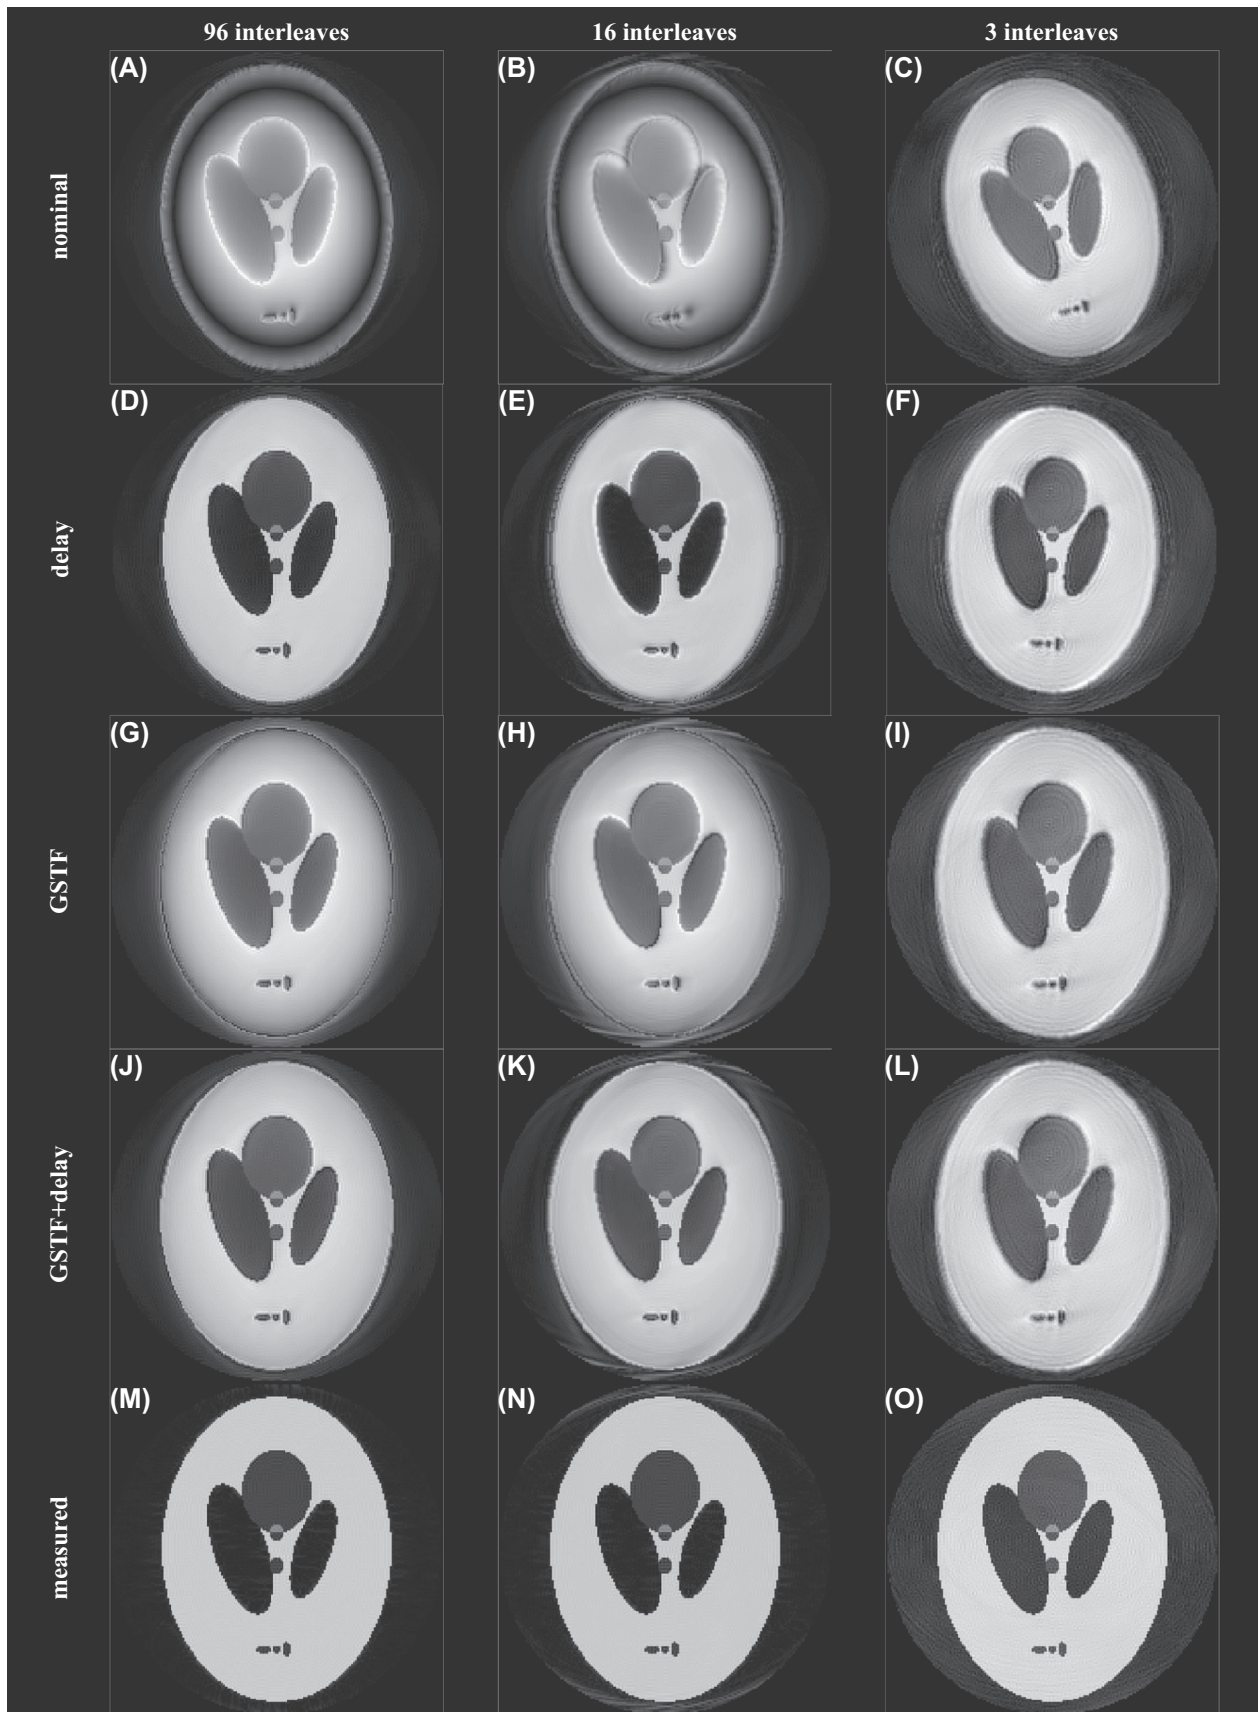 96 interleaves 16 interleaves 3 interleaves
nominal
(A) (B) (C)
delay
(D) (E) (F)
GSTF
(G) (H) (I)
GSTF+delay
(J) (K) (L)
measured
(M) (N) (O)